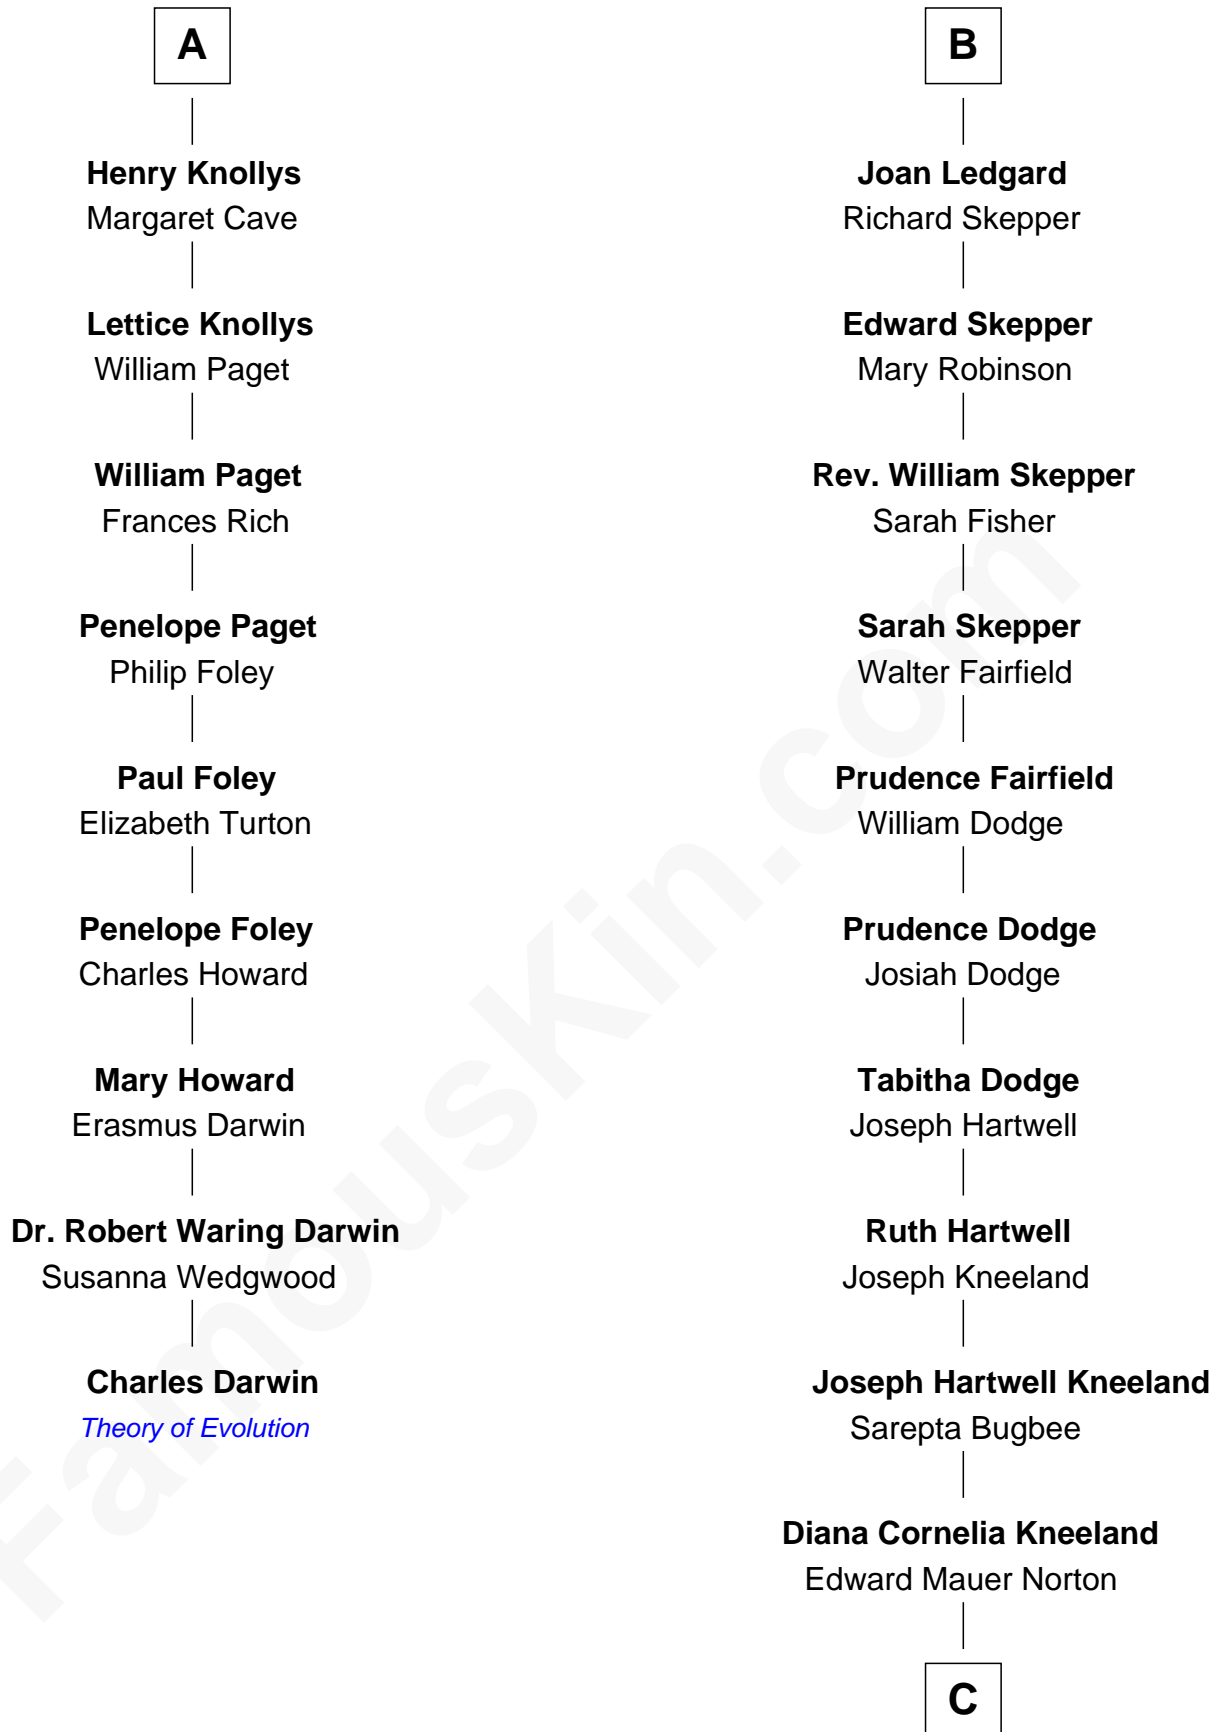 A
Henry Knollys
Margaret Cave
Lettice Knollys
William Paget
William Paget
Frances Rich
Penelope Paget
Philip Foley
Paul Foley
Elizabeth Turton
Penelope Foley
Charles Howard
Mary Howard
Erasmus Darwin
Dr. Robert Waring Darwin
Susanna Wedgwood
Charles Darwin
Theory of Evolution
B
Joan Ledgard
Richard Skepper
Edward Skepper
Mary Robinson
Rev. William Skepper
Sarah Fisher
Sarah Skepper
Walter Fairfield
Prudence Fairfield
William Dodge
Prudence Dodge
Josiah Dodge
Tabitha Dodge
Joseph Hartwell
Ruth Hartwell
Joseph Kneeland
Joseph Hartwell Kneeland
Sarepta Bugbee
Diana Cornelia Kneeland
Edward Mauer Norton
C
FamousKin.com